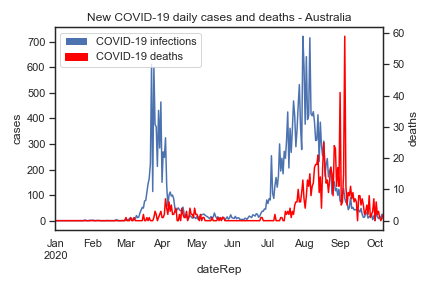 New COVID-19 daily cases and deaths - Australia
COVID-19 infections
COVID-19 deaths
700
600
500
400
300
200
100
0
cases
60
50
40
30
20
10
0
deaths
Jan Feb Mar Apr May Jun Jul Aug Sep Oct
2020
dateRep